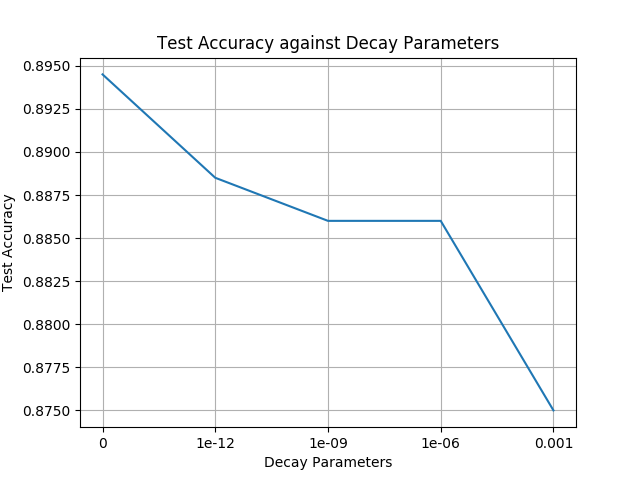 Test Accuracy against Decay Parameters
0.8950
0.8925
0.8900
0.8875
0.8850
0.8825
0.8800
0.8775
0.8750
Test Accuracy
0 1e-12 1e-09 1e-06 0.001
Decay Parameters